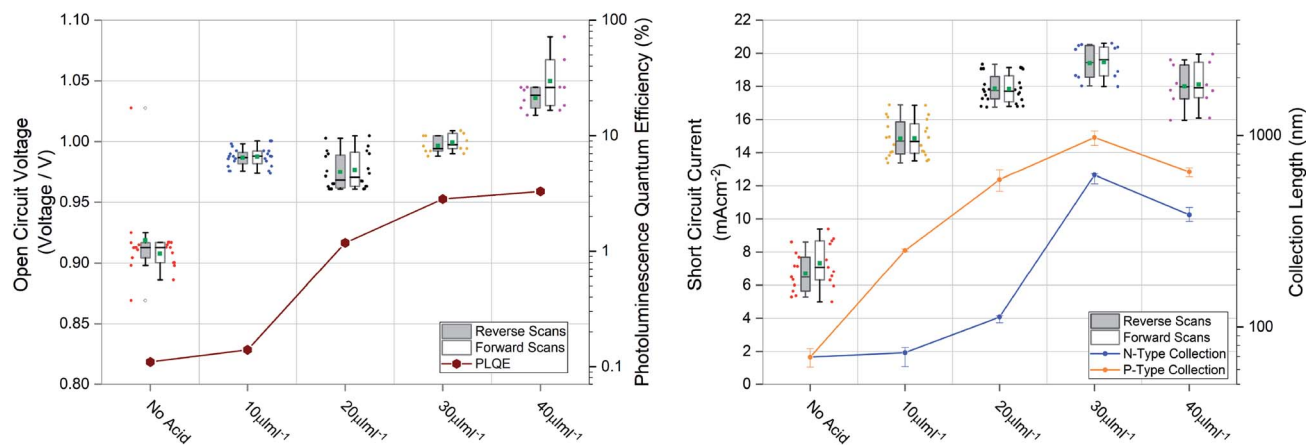 Open Circuit Voltage
(Voltage / V)
1.10
1.05
1.00
0.95
0.90
0.85
0.80
100
10
1
0.1
Photoluminescence Quantum Efficiency (%)
Reverse Scans
Forward Scans
PLQE
No Acid
10µlml⁻¹
20µlml⁻¹
30µlml⁻¹
40µlml⁻¹
Short Circuit Current
(mAcm⁻²)
22
20
18
16
14
12
10
8
6
4
2
0
1000
100
Collection Length (nm)
Reverse Scans
Forward Scans
N-Type Collection
P-Type Collection
No Acid
10µlml⁻¹
20µlml⁻¹
30µlml⁻¹
40µlml⁻¹